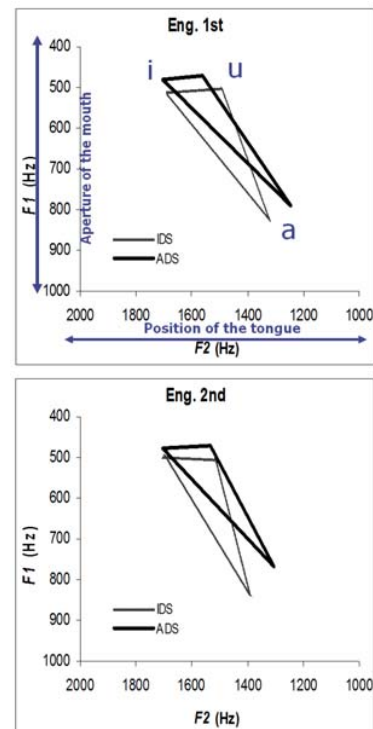 Eng. 1st
400
500
600
700
800
900
1000
F1 (Hz)
Aperture of the mouth
i
u
a
IDS
ADS
2000 1800 1600 1400 1200 1000
Position of the tongue
F2 (Hz)
Eng. 2nd
400
500
600
700
800
900
1000
F1 (Hz)
IDS
ADS
2000 1800 1600 1400 1200 1000
F2 (Hz)